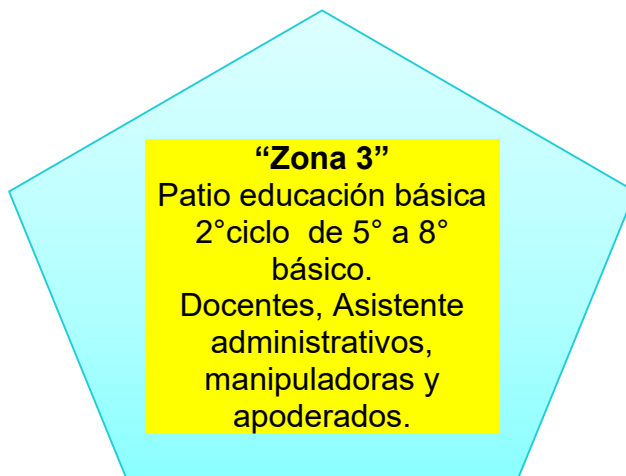 “Zona 3”
Patio educación básica
2°ciclo  de 5° a 8°
básico.
Docentes, Asistente
administrativos,
manipuladoras y
apoderados.